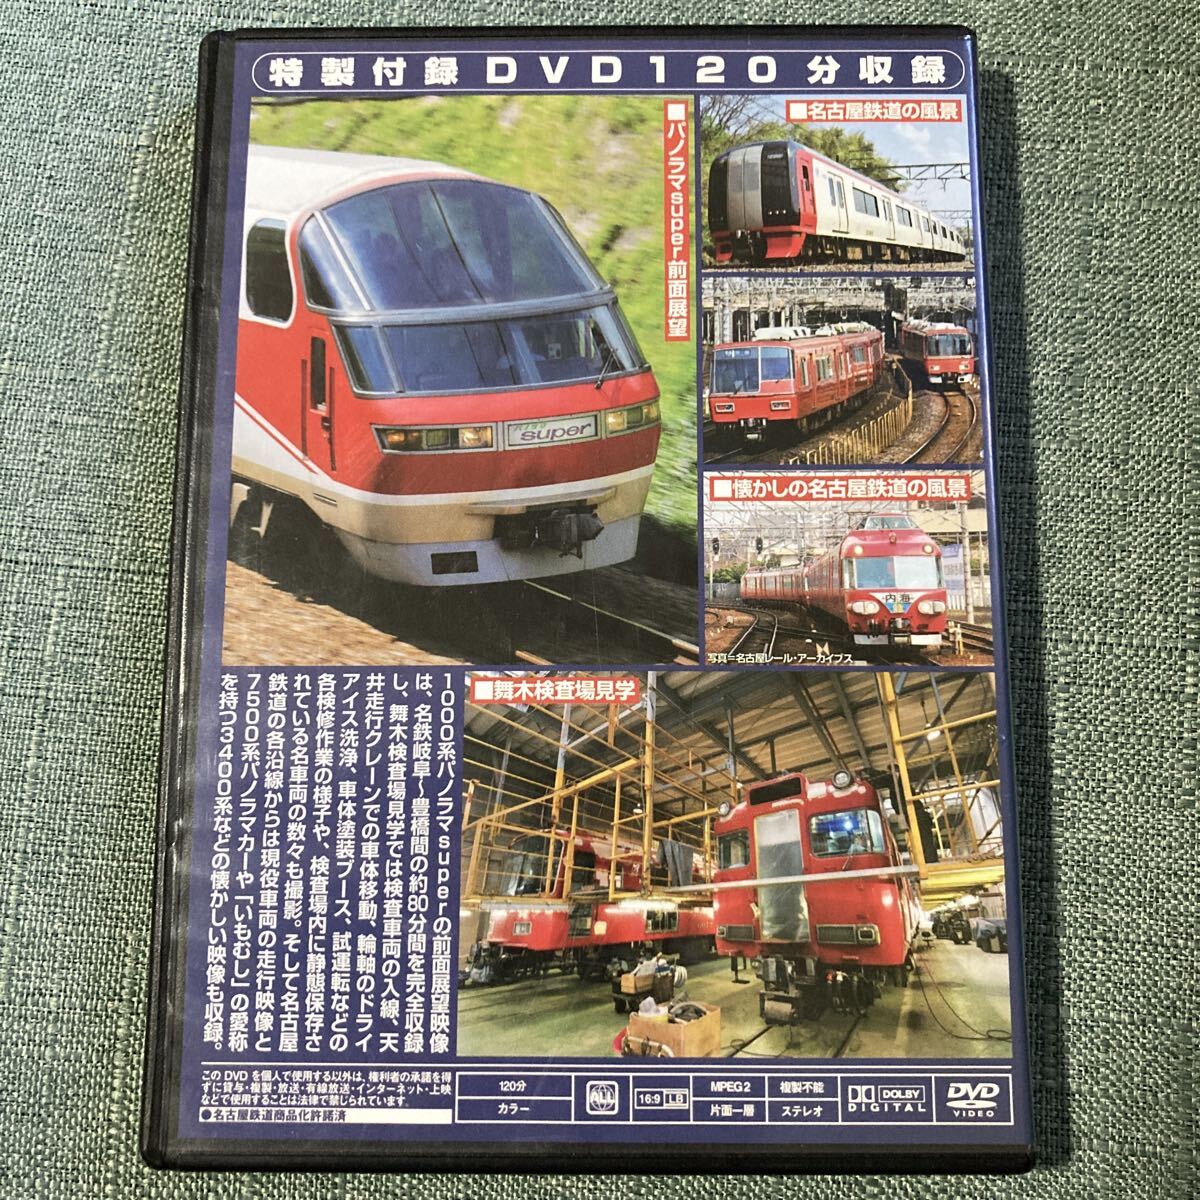 特製付録DVD120分収録
■パノラマsuper前面展望
パノラマ
super
■名古屋鉄道の風景
■懐かしの名古屋鉄道の風景
内海
写真=名古屋レール・アーカイブス
■舞木検査場見学
1000系パノラマsuperの前面展望映像
は、名鉄岐阜~豊橋間の約80分間を完全収録
し、舞木検査場見学では検査車両の入線、天
井走行クレーンでの車体移動、輪軸のドライ
アイス洗浄、車体塗装ブース、試運転などの
各検修作業の様子や、検査場内に静態保存さ
れている名車両の数々も撮影。そして名古屋
鉄道の各沿線からは現役車両の走行映像と
7500系パノラマカーや「いもむし」の愛称
を持つ3400系などの懐かしい映像も収録。
このDVDを個人で使用する以外は、権利者の承諾を得
ずに貸与・複製・放送・有線放送・インターネット・上映
などで使用することは法律で禁じられています。
●名古屋鉄道商品化許諾済
120分
カラー
ALL
16:9 LB
MPEG2
片面一層
複製不能
ステレオ
DOLBY
DIGITAL
DVD
VIDEO